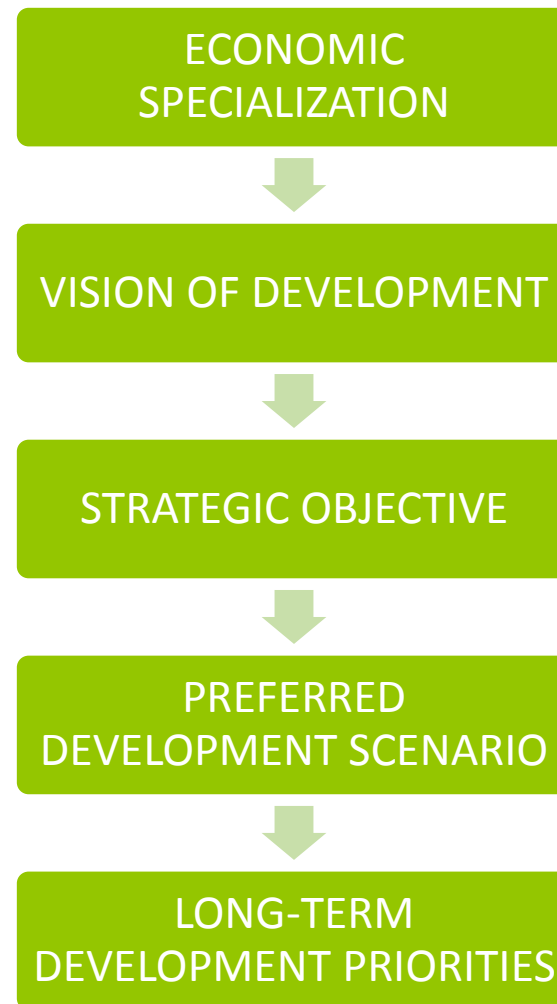 ECONOMIC
SPECIALIZATION
VISION OF DEVELOPMENT
STRATEGIC OBJECTIVE
PREFERRED
DEVELOPMENT SCENARIO
LONG-TERM
DEVELOPMENT PRIORITIES